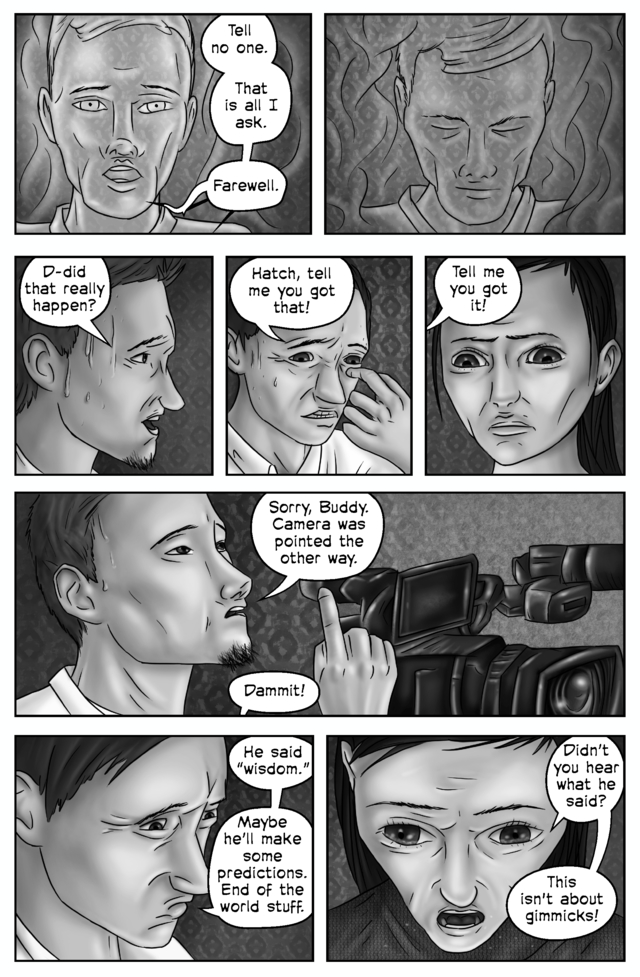 Tell
no one.
That
is all I
ask.
Farewell.
D-did
that really
happen?
Hatch, tell
me you got
that!
Tell me
you got
it!
Sorry, Buddy.
Camera was
pointed the
other way.
Dammit!
He said
“wisdom.”
Maybe
he’ll make
some
predictions.
End of the
world stuff.
Didn’t
you hear
what he
said?
This
isn’t about
gimmicks!